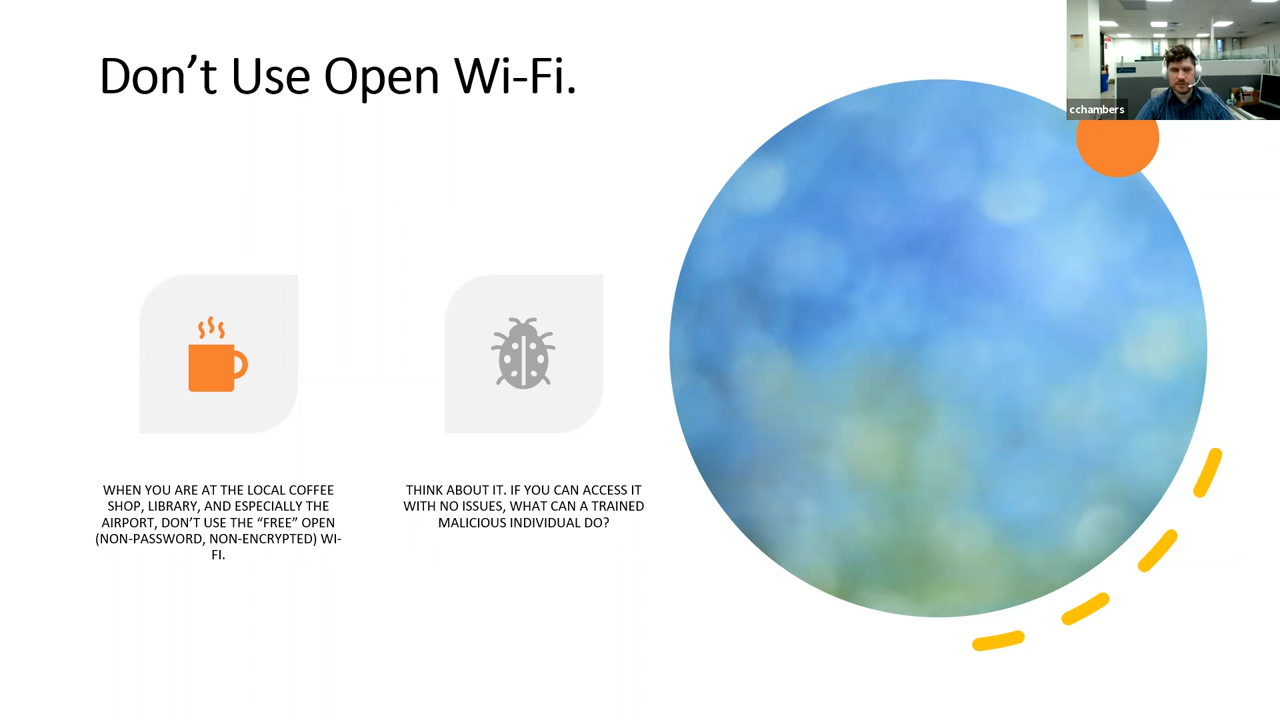 Don’t Use Open Wi-Fi.
cchambers
WHEN YOU ARE AT THE LOCAL COFFEE
SHOP, LIBRARY, AND ESPECIALLY THE
AIRPORT, DON’T USE THE “FREE” OPEN
(NON-PASSWORD, NON-ENCRYPTED) WI-
FI.
THINK ABOUT IT. IF YOU CAN ACCESS IT
WITH NO ISSUES, WHAT CAN A TRAINED
MALICIOUS INDIVIDUAL DO?